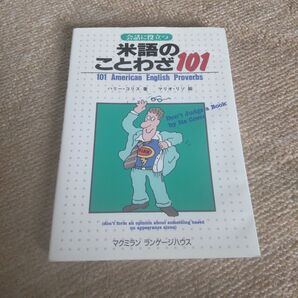 会話に役立つ
米語の
ことわざ101
101 American English Proverbs
ハリー・コリス 著 マリオ・リソ 絵
Don't Judge a Book
by Its Cover
(don't form an opinion about something based
on appearance alone)
マクミラン ランゲージハウス